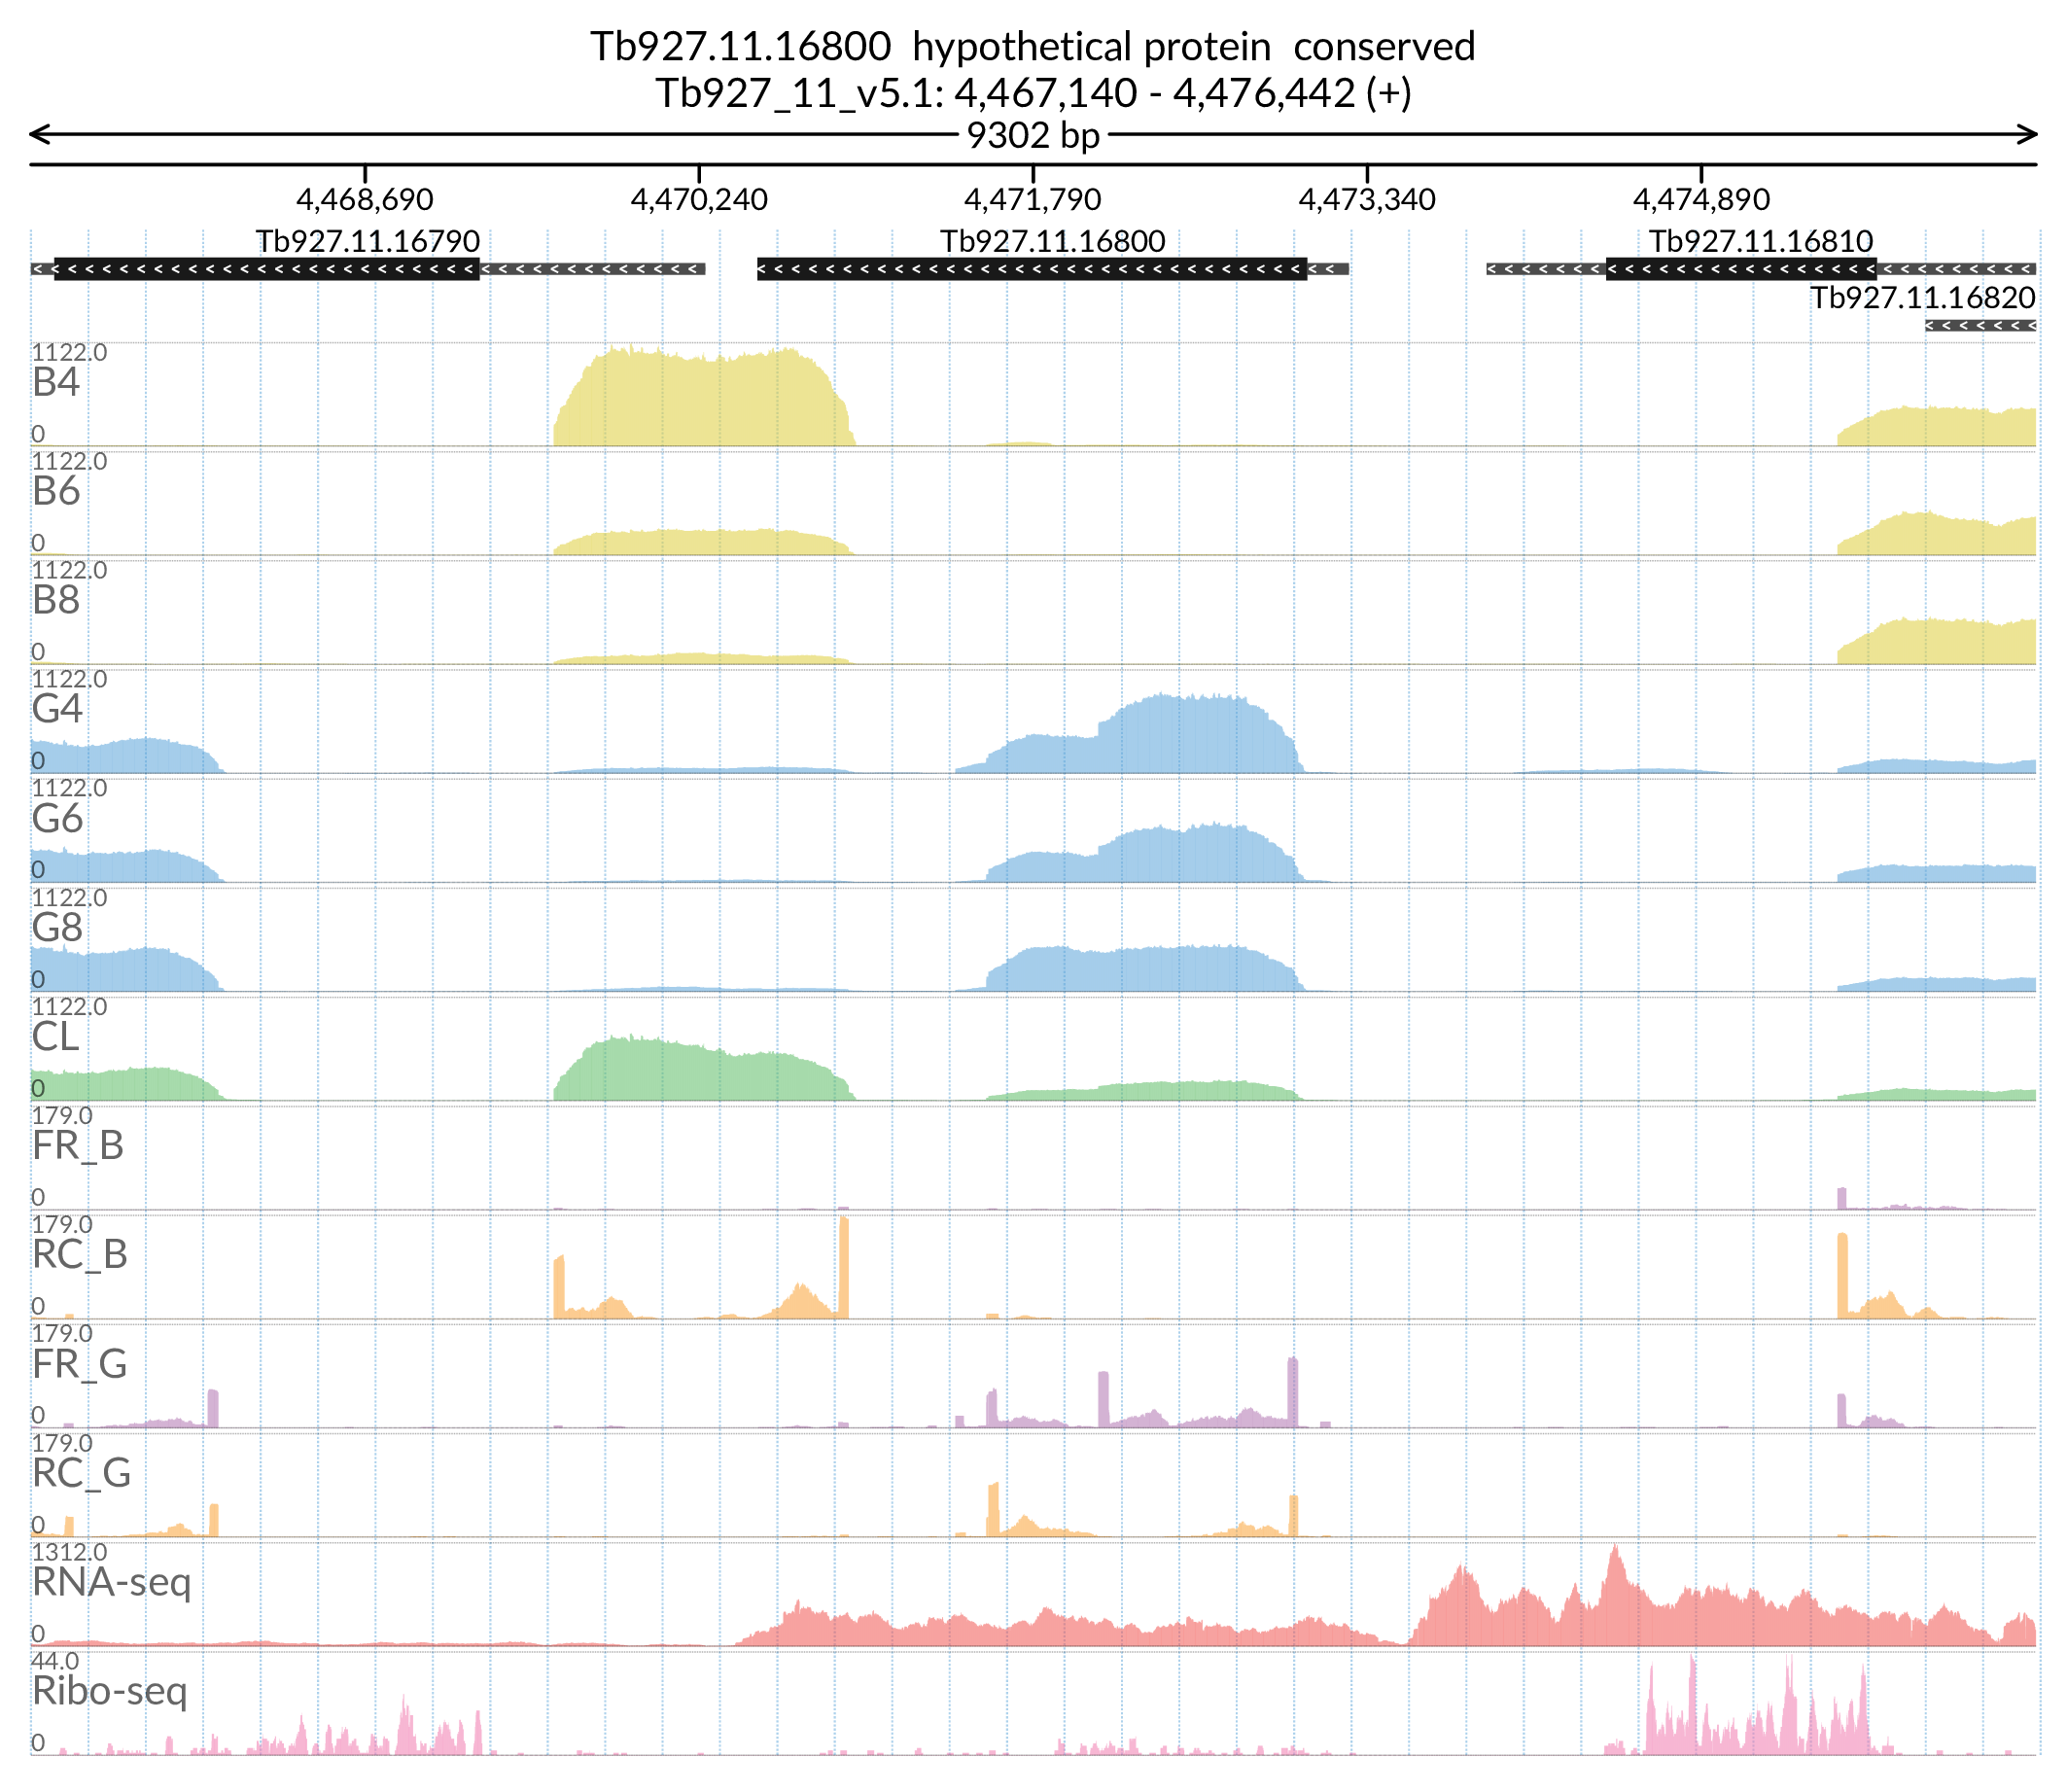 Tb927.11.16800 hypothetical protein conserved
Tb927_11_v5.1: 4,467,140 - 4,476,442 (+)
9302 bp
4,468,690 4,470,240 4,471,790 4,473,340 4,474,890
Tb927.11.16790 Tb927.11.16800 Tb927.11.16810
Tb927.11.16820
1122.0
B4
0
1122.0
B6
0
1122.0
B8
0
1122.0
G4
0
1122.0
G6
0
1122.0
G8
0
1122.0
CL
0
179.0
FR_B
0
179.0
RC_B
0
179.0
FR_G
0
179.0
RC_G
0
1312.0
RNA-seq
0
44.0
Ribo-seq
0